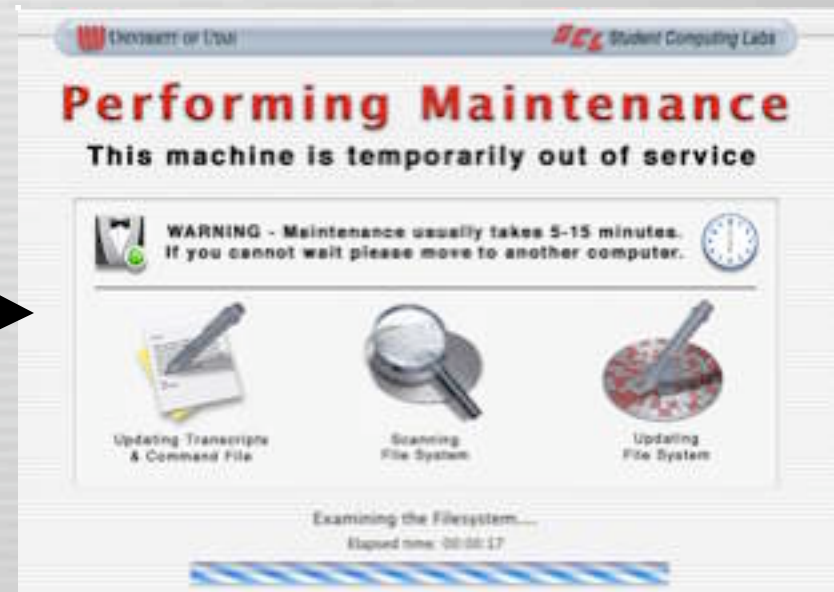 University of Utah
SCL Student Computing Labs
Performing Maintenance
This machine is temporarily out of service
WARNING - Maintenance usually takes 5-15 minutes.
If you cannot wait please move to another computer.
Updating Transcripts
& Command File
Scanning
File System
Updating
File System
Examining the Filesystem....
Elapsed time: 00:00:17